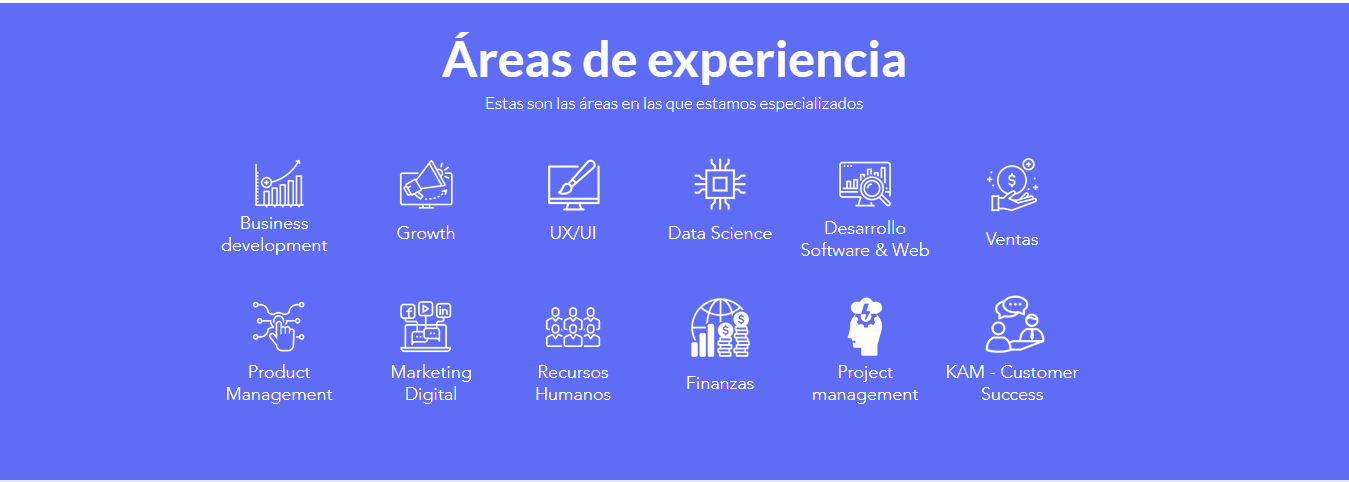 Áreas de experiencia
Estas son las áreas en las que estamos especializados
Business
development
Growth
UX/UI
Data Science
Desarrollo
Software & Web
Ventas
Product
Management
Marketing
Digital
Recursos
Humanos
Finanzas
Project
management
KAM - Customer
Success